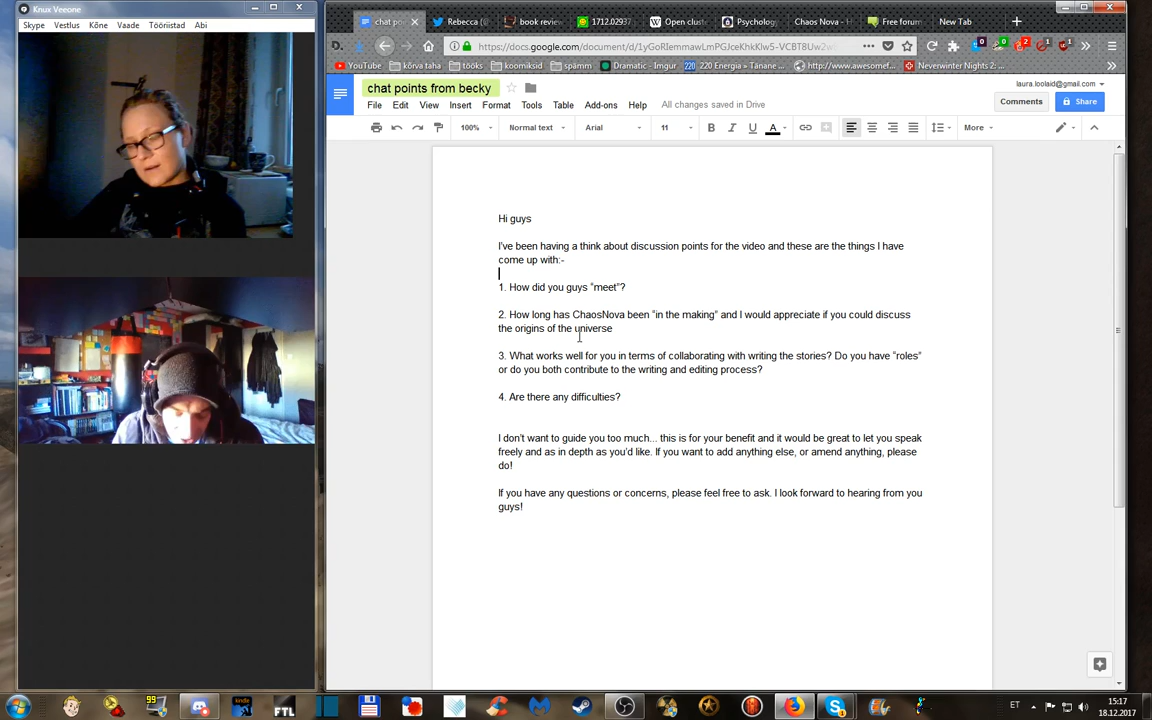 Knux Veeone
Skype Vestlus Kõne Vaade Tööriistad Abi
chat poi
Rebecca (@
book review
1712.02937
Open clust
Psychology
Chaos Nova - H
Free forum
New Tab
https://docs.google.com/document/d/1yGoRIemmawLmPGJceKhkKlw5-VCBT8Uw2w
YouTube
kõrva taha
tööks
koomiksid
spämm
Dramatic - Imgur
220 Energia » Tänane ...
http://www.awesomef...
Neverwinter Nights 2: ...
chat points from becky
laura.loolaid@gmail.com
File Edit View Insert Format Tools Table Add-ons Help All changes saved in Drive
Comments Share
100% Normal text Arial 11 B I U A More
Hi guys
I've been having a think about discussion points for the video and these are the things I have
come up with:-
1. How did you guys "meet"?
2. How long has ChaosNova been "in the making" and I would appreciate if you could discuss
the origins of the universe
3. What works well for you in terms of collaborating with writing the stories? Do you have "roles"
or do you both contribute to the writing and editing process?
4. Are there any difficulties?
I don't want to guide you too much... this is for your benefit and it would be great to let you speak
freely and as in depth as you'd like. If you want to add anything else, or amend anything, please
do!
If you have any questions or concerns, please feel free to ask. I look forward to hearing from you
guys!
99
kindle
FTL
ET
15:17
18.12.2017